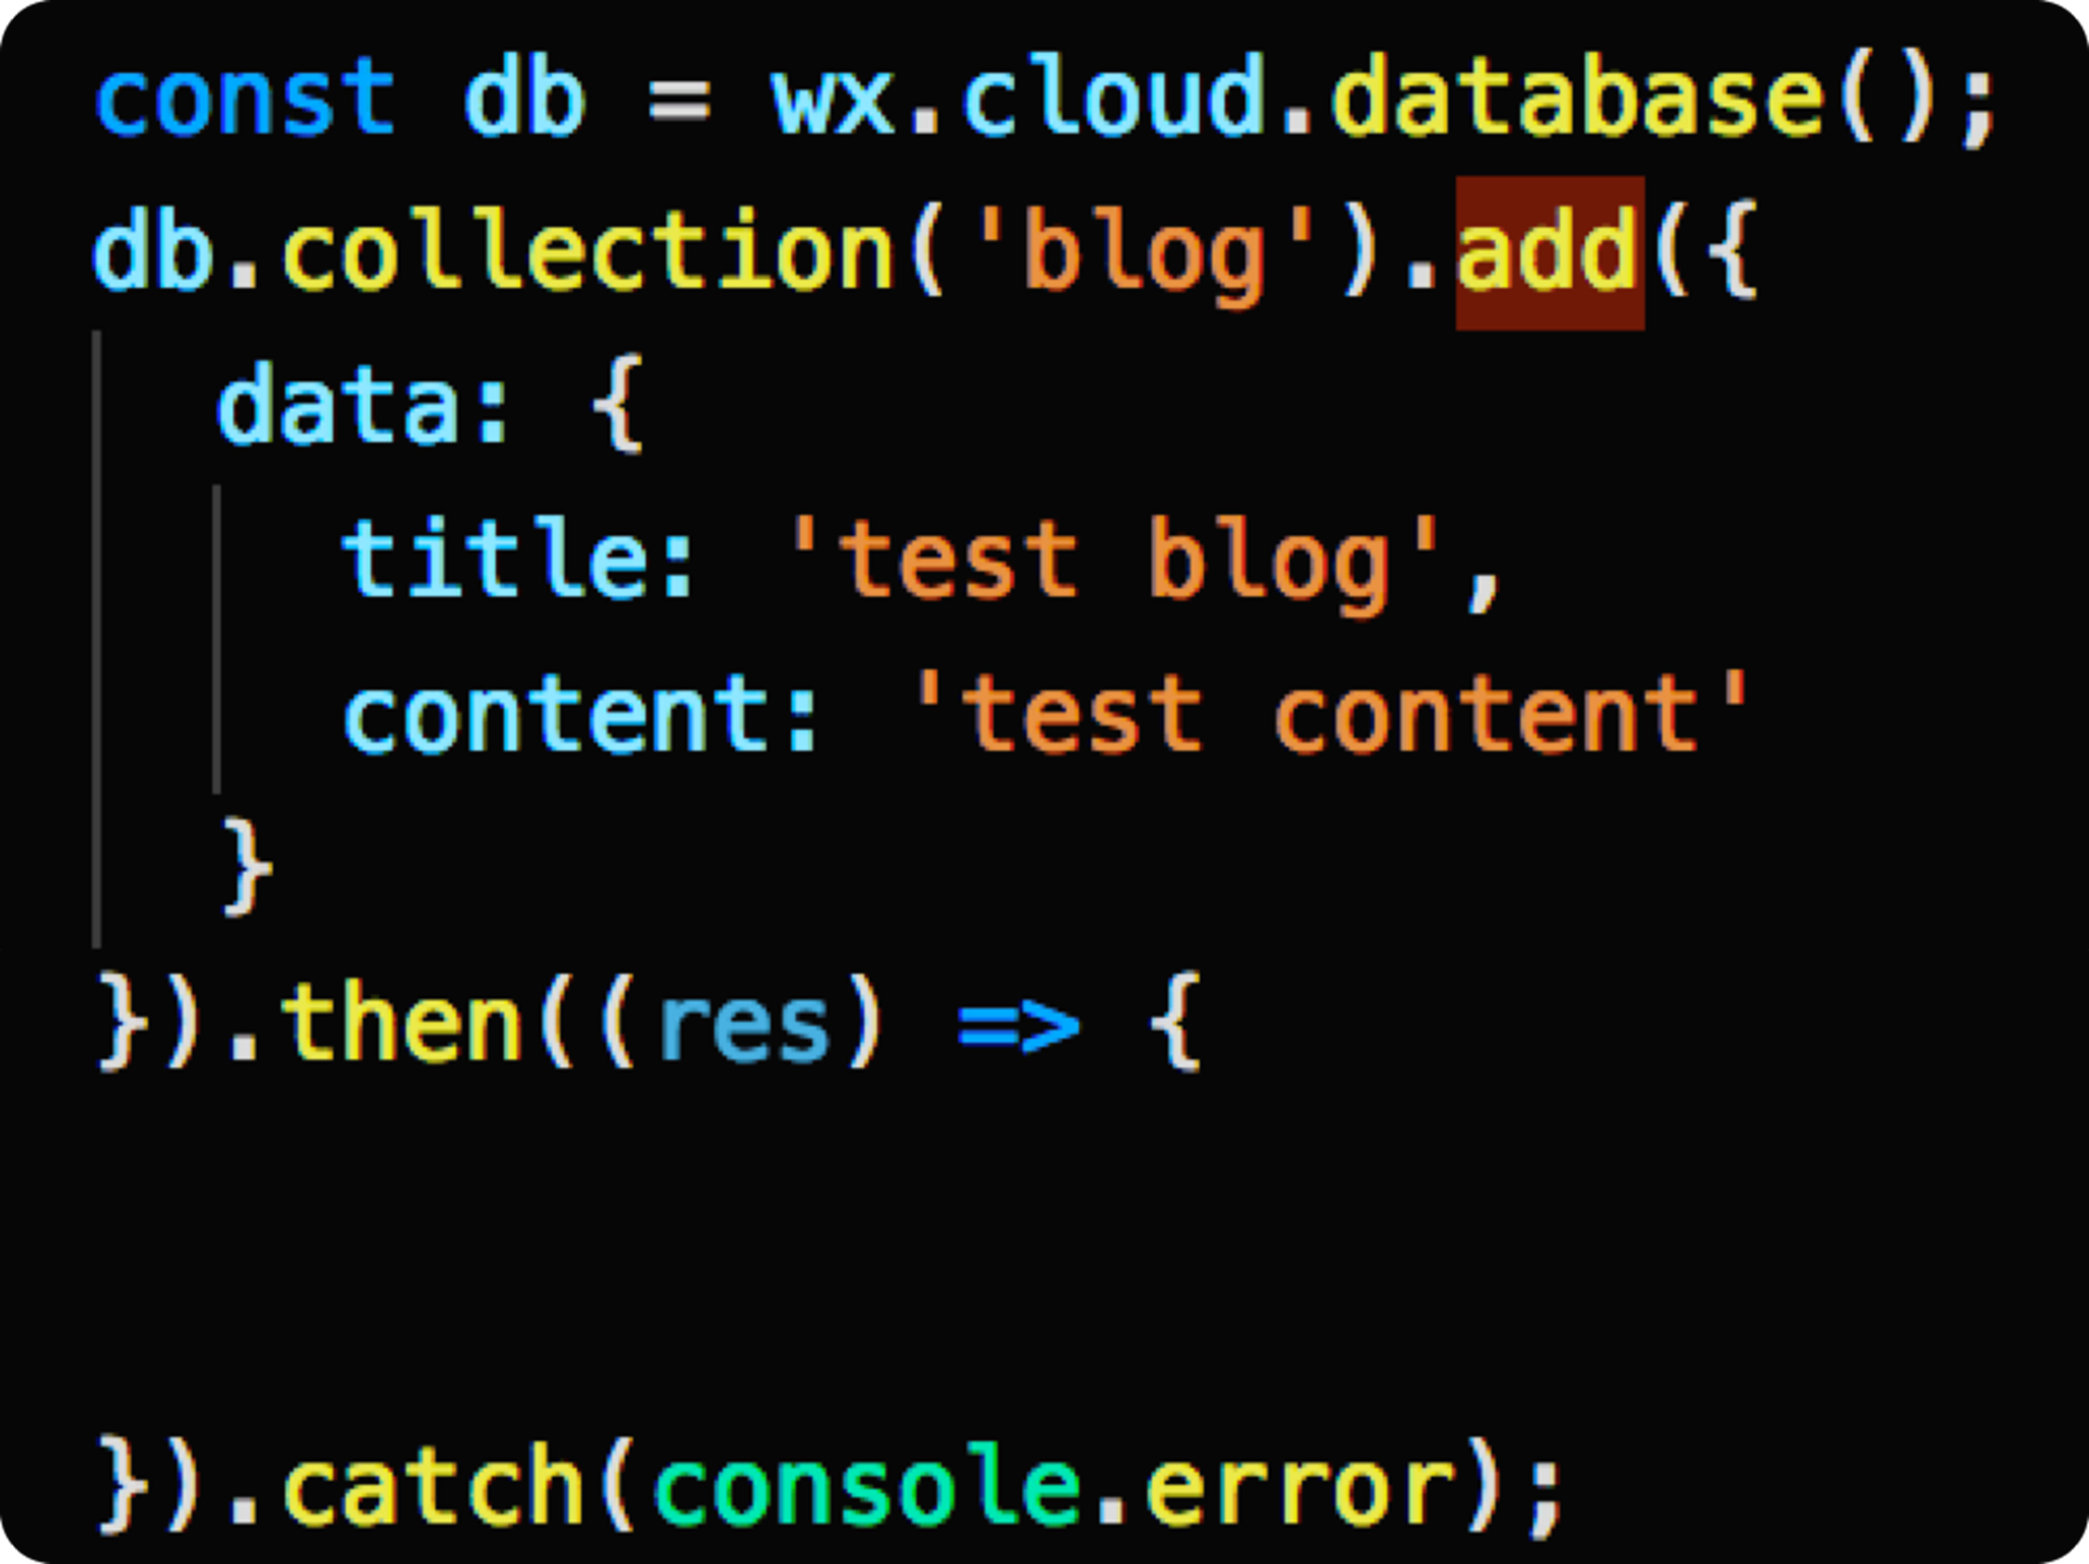 const db = wx.cloud.database();
db.collection('blog').add({
data: {
title: 'test blog',
content: 'test content'
}
}).then((res) => {
}).catch(console.error);